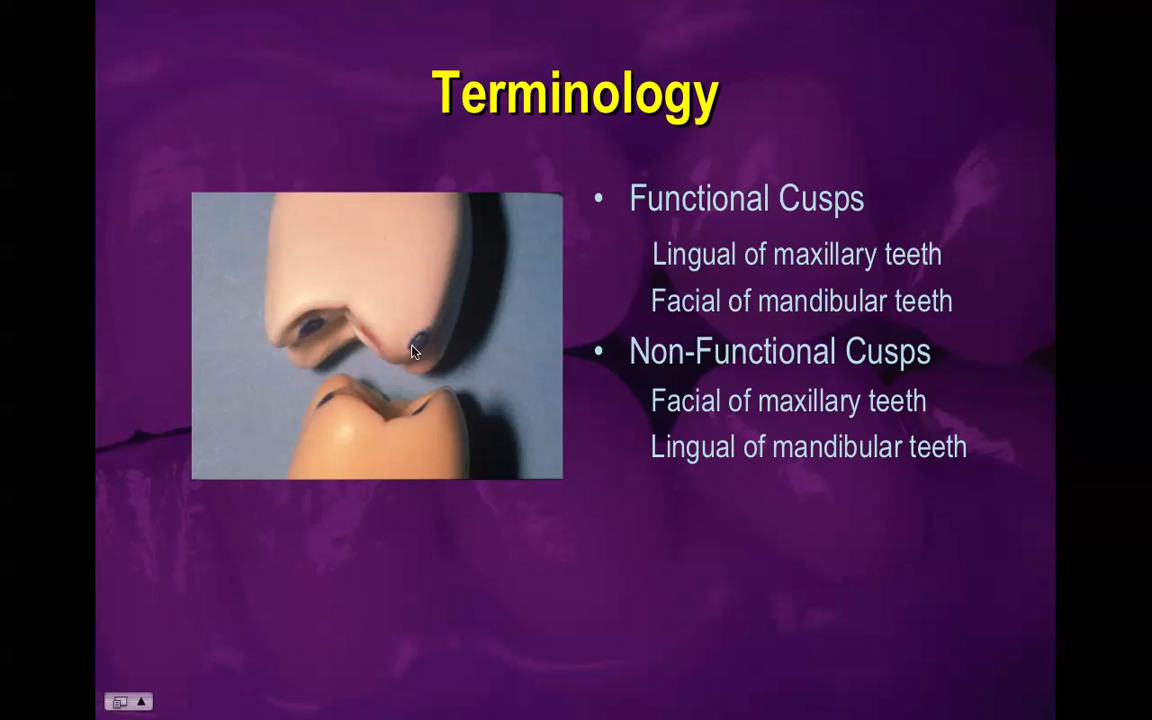 Terminology
• Functional Cusps
Lingual of maxillary teeth
Facial of mandibular teeth
• Non-Functional Cusps
Facial of maxillary teeth
Lingual of mandibular teeth